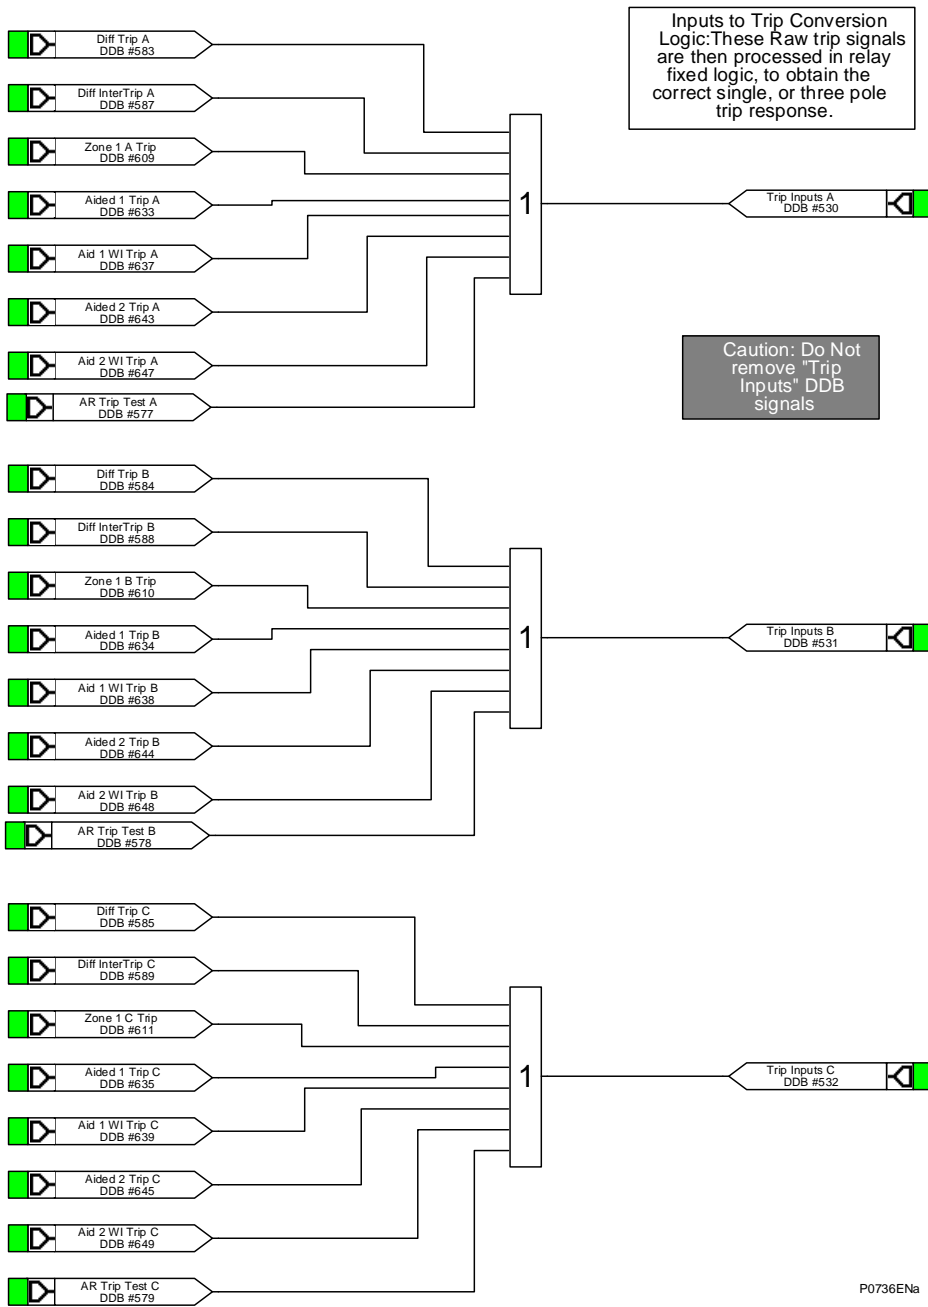 Diff Trip A
DDB #583
Diff InterTrip A
DDB #587
Zone 1 A Trip
DDB #609
Aided 1 Trip A
DDB #633
Aid 1 WI Trip A
DDB #637
Aided 2 Trip A
DDB #643
Aid 2 WI Trip A
DDB #647
AR Trip Test A
DDB #577
1
Trip Inputs A
DDB #530
Inputs to Trip Conversion
Logic:These Raw trip signals
are then processed in relay
fixed logic, to obtain the
correct single, or three pole
trip response.
Caution: Do Not
remove "Trip
Inputs" DDB
signals
Diff Trip B
DDB #584
Diff InterTrip B
DDB #588
Zone 1 B Trip
DDB #610
Aided 1 Trip B
DDB #634
Aid 1 WI Trip B
DDB #638
Aided 2 Trip B
DDB #644
Aid 2 WI Trip B
DDB #648
AR Trip Test B
DDB #578
1
Trip Inputs B
DDB #531
Diff Trip C
DDB #585
Diff InterTrip C
DDB #589
Zone 1 C Trip
DDB #611
Aided 1 Trip C
DDB #635
Aid 1 WI Trip C
DDB #639
Aided 2 Trip C
DDB #645
Aid 2 WI Trip C
DDB #649
AR Trip Test C
DDB #579
1
Trip Inputs C
DDB #532
P0736ENa